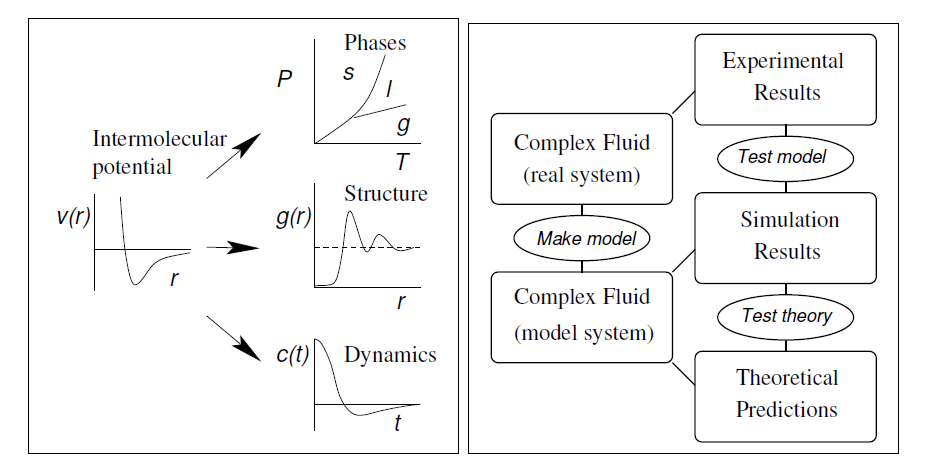 Intermolecular
potential
v(r)
r
Phases
P
s
l
g
T
Structure
g(r)
r
c(t)
Dynamics
t
Complex Fluid
(real system)
Make model
Complex Fluid
(model system)
Experimental
Results
Test model
Simulation
Results
Test theory
Theoretical
Predictions